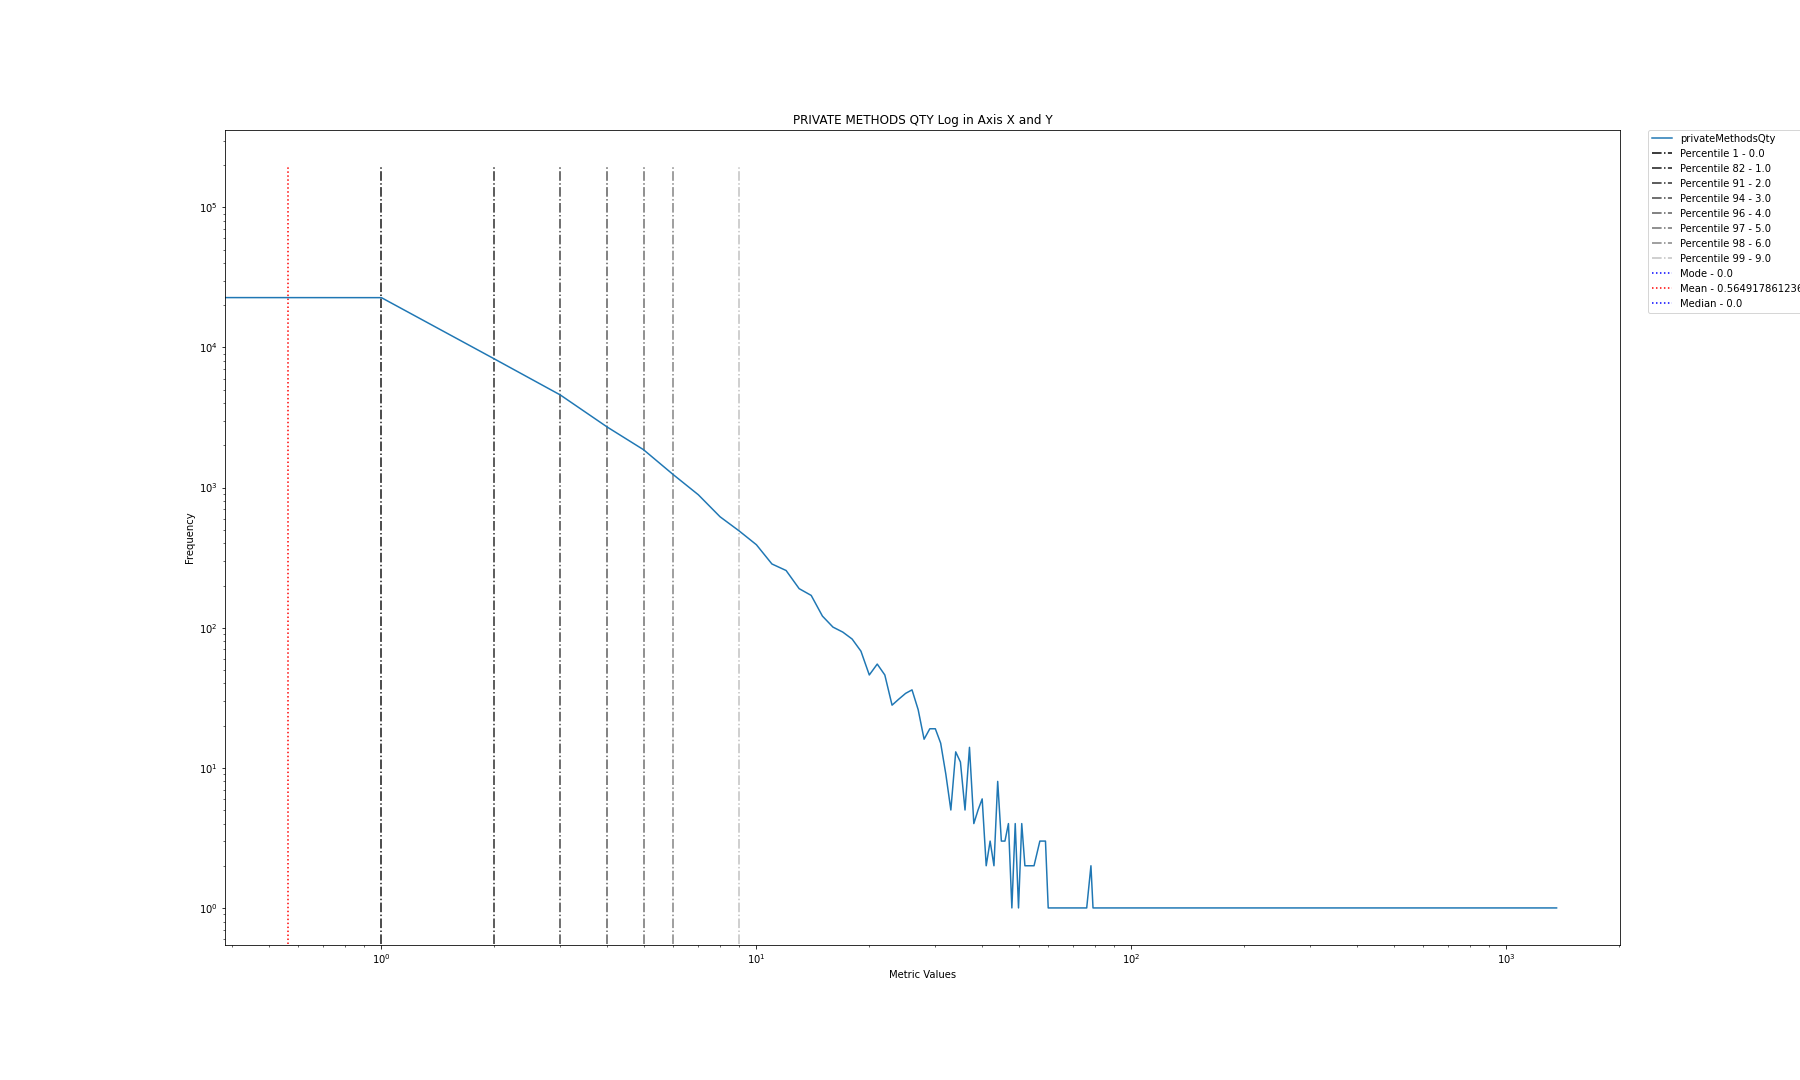 PRIVATE METHODS QTY Log in Axis X and Y
privateMethodsQty
Percentile 1 - 0.0
Percentile 82 - 1.0
Percentile 91 - 2.0
Percentile 94 - 3.0
Percentile 96 - 4.0
Percentile 97 - 5.0
Percentile 98 - 6.0
Percentile 99 - 9.0
Mode - 0.0
Mean - 0.564917861236
Median - 0.0
Frequency
10⁵
10⁴
10³
10²
10¹
10⁰
10⁰ 10¹ 10² 10³
Metric Values